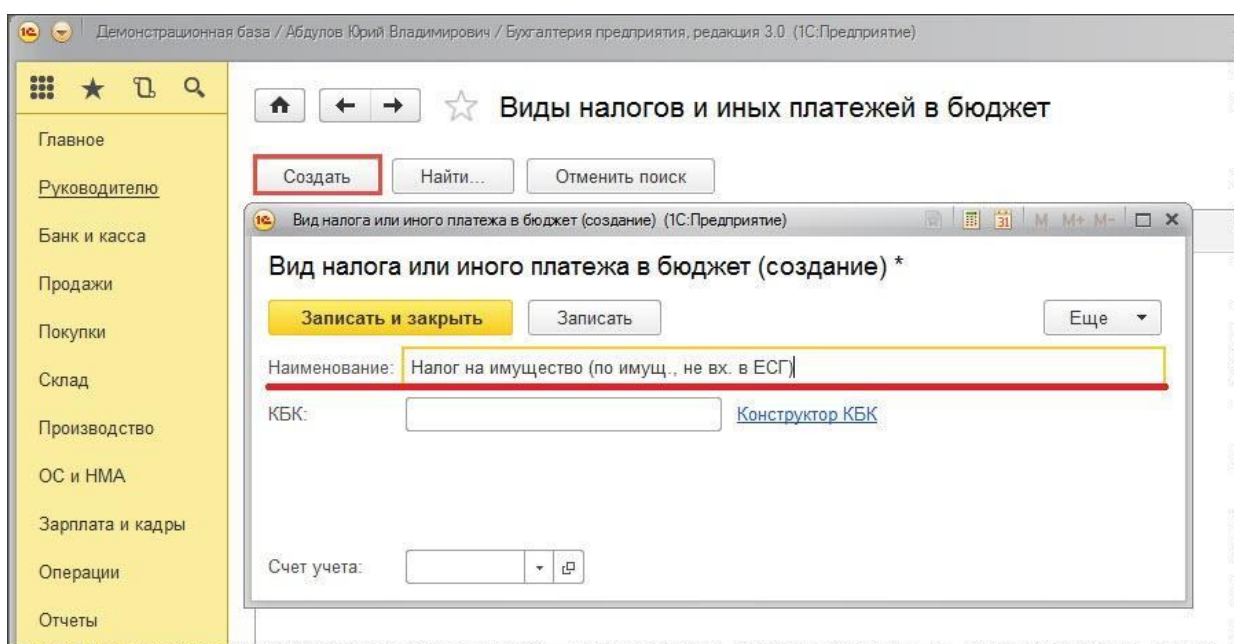 Демонстрационная база / Абдулов Юрий Владимирович / Бухгалтерия предприятия, редакция 3.0 (1С:Предприятие)
Виды налогов и иных платежей в бюджет
Главное
Руководителю
Банк и касса
Продажи
Покупки
Склад
Производство
ОС и НМА
Зарплата и кадры
Операции
Отчеты
Создать Найти... Отменить поиск
1С Вид налога или иного платежа в бюджет (создание) (1С:Предприятие) 31 M M+ M-
Вид налога или иного платежа в бюджет (создание) *
Записать и закрыть Записать Еще
Наименование: Налог на имущество (по имущ., не вх. в ЕСГ)
КБК: Конструктор КБК
Счет учета: